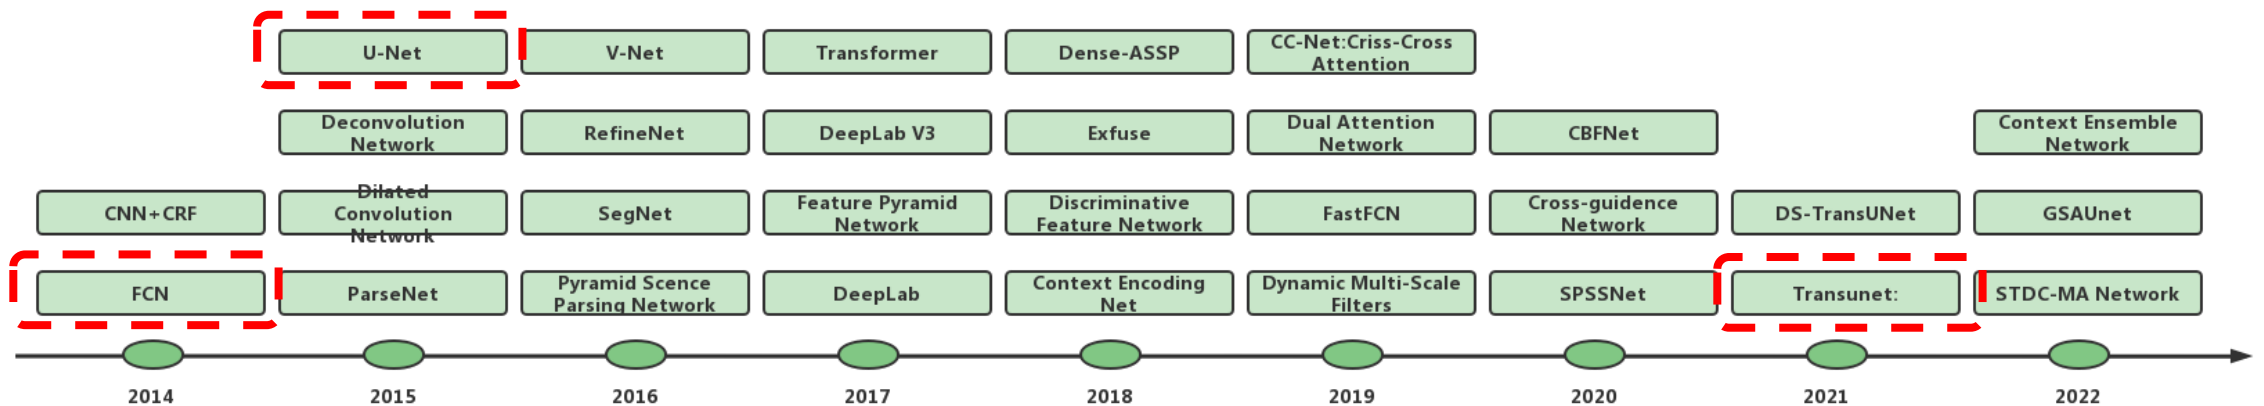 U-Net
V-Net
Transformer
Dense-ASSP
CC-Net:Criss-Cross
Attention
Deconvolution
Network
RefineNet
DeepLab V3
Exfuse
Dual Attention
Network
CBFNet
Context Ensemble
Network
CNN+CRF
Dilated
Convolution
Network
SegNet
Feature Pyramid
Network
Discriminative
Feature Network
FastFCN
Cross-guidence
Network
DS-TransUNet
GSAUnet
FCN
ParseNet
Pyramid Scence
Parsing Network
DeepLab
Context Encoding
Net
Dynamic Multi-Scale
Filters
SPSSNet
Transunet:
STDC-MA Network
2014
2015
2016
2017
2018
2019
2020
2021
2022